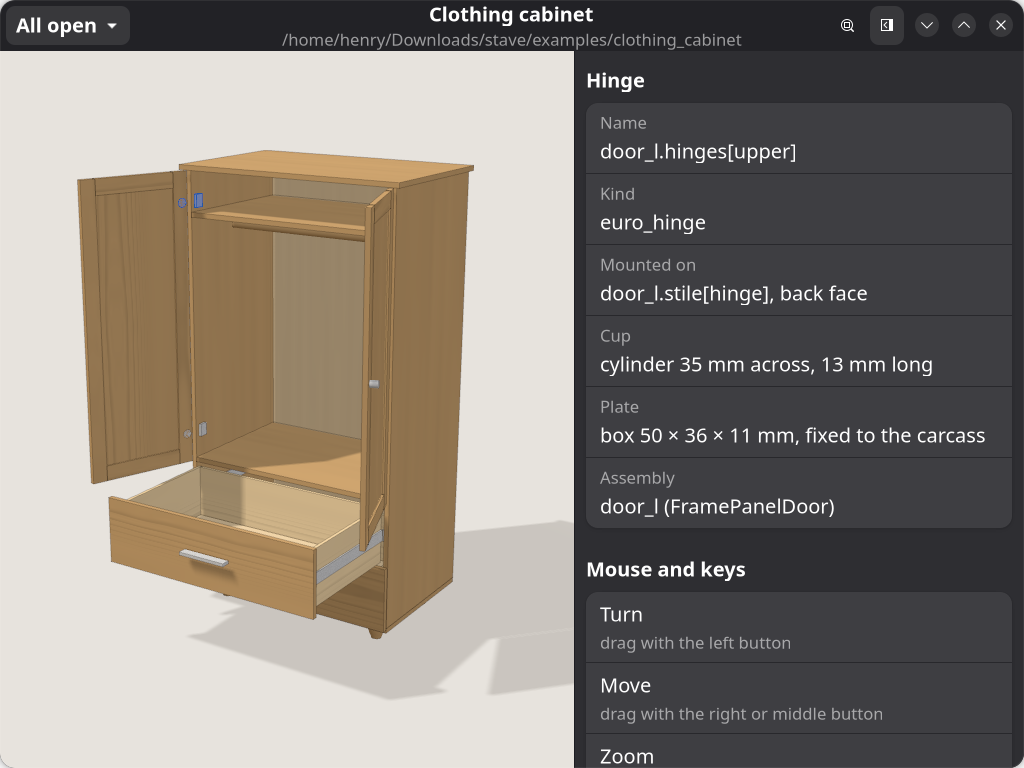 All open
Clothing cabinet
/home/henry/Downloads/stave/examples/clothing_cabinet
Hinge
Name
door_l.hinges[upper]
Kind
euro_hinge
Mounted on
door_l.stile[hinge], back face
Cup
cylinder 35 mm across, 13 mm long
Plate
box 50 × 36 × 11 mm, fixed to the carcass
Assembly
door_l (FramePanelDoor)
Mouse and keys
Turn
drag with the left button
Move
drag with the right or middle button
Zoom